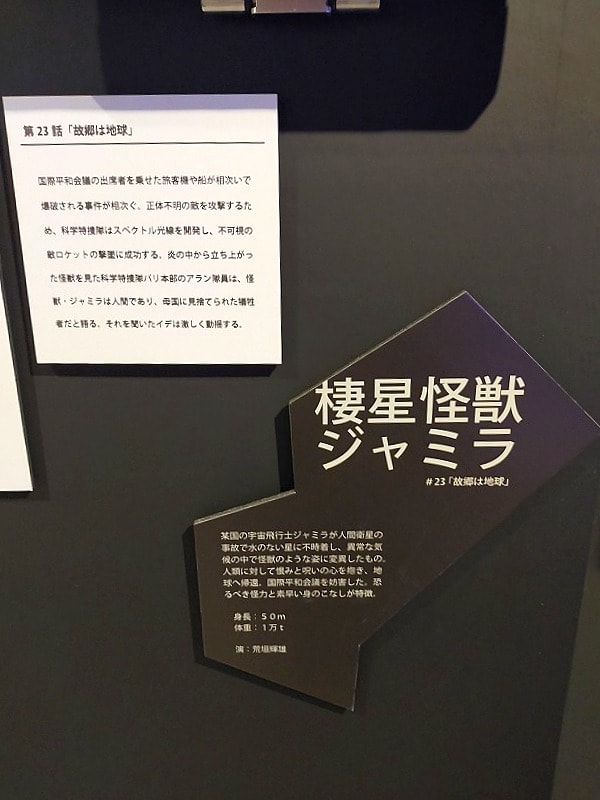 第23話「故郷は地球」
国際平和会議の出席者を乗せた旅客機や船が相次いで
爆破される事件が相次ぐ。正体不明の敵を攻撃するた
め、科学特捜隊はスペクトル光線を開発し、不可視の
敵ロケットの撃墜に成功する。炎の中から立ち上がっ
た怪獣を見た科学特捜隊パリ本部のアラン隊員は、怪
獣・ジャミラは人間であり、母国に見捨てられた犠牲
者だと語る。それを聞いたイデは激しく動揺する。
棲星怪獣
ジャミラ
#23「故郷は地球」
某国の宇宙飛行士ジャミラが人間衛星の
事故で水のない星に不時着し、異常な気
候の中で怪獣のような姿に変異したもの。
人類に対して恨みと呪いの心を抱き、地
球へ帰還。国際平和会議を妨害した。恐
るべき怪力と素早い身のこなしが特徴。
身長：50m
体重：1万t
演：荒垣輝雄